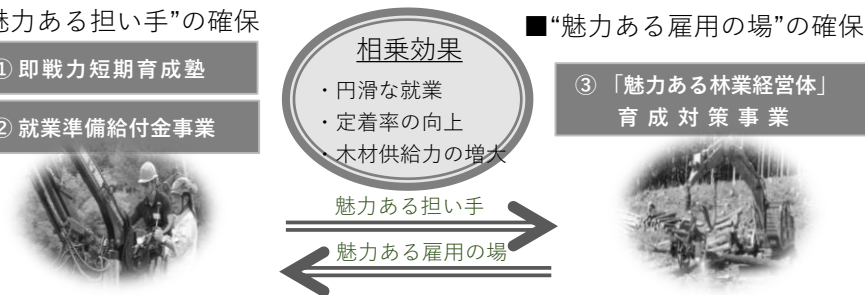 魅力ある担い手”の確保
① 即戦力短期育成塾
② 就業準備給付金事業
相乗効果
・円滑な就業
・定着率の向上
・木材供給力の増大
魅力ある担い手
魅力ある雇用の場
■“魅力ある雇用の場”の確保
③ 「魅力ある林業経営体」
育成対策事業